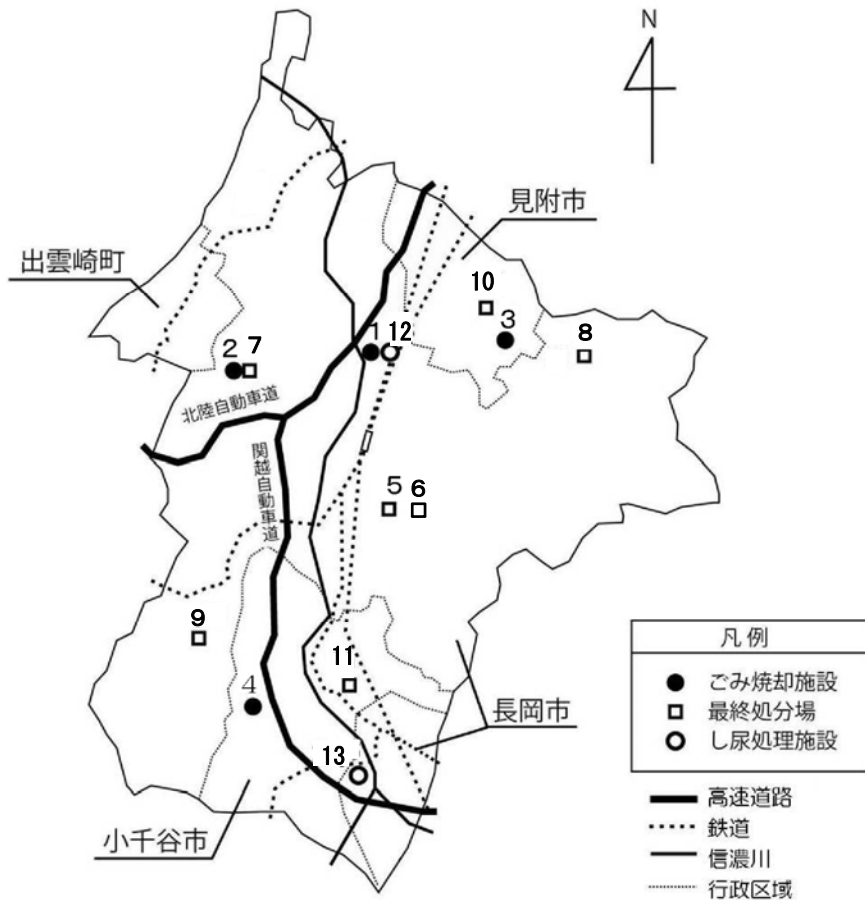 N
見附市
出雲崎町
10
3
8
1
12
2
7
北陸自動車道
関越自動車道
5
6
9
11
4
長岡市
13
小千谷市
凡例
ごみ焼却施設
最終処分場
し尿処理施設
高速道路
鉄道
信濃川
行政区域